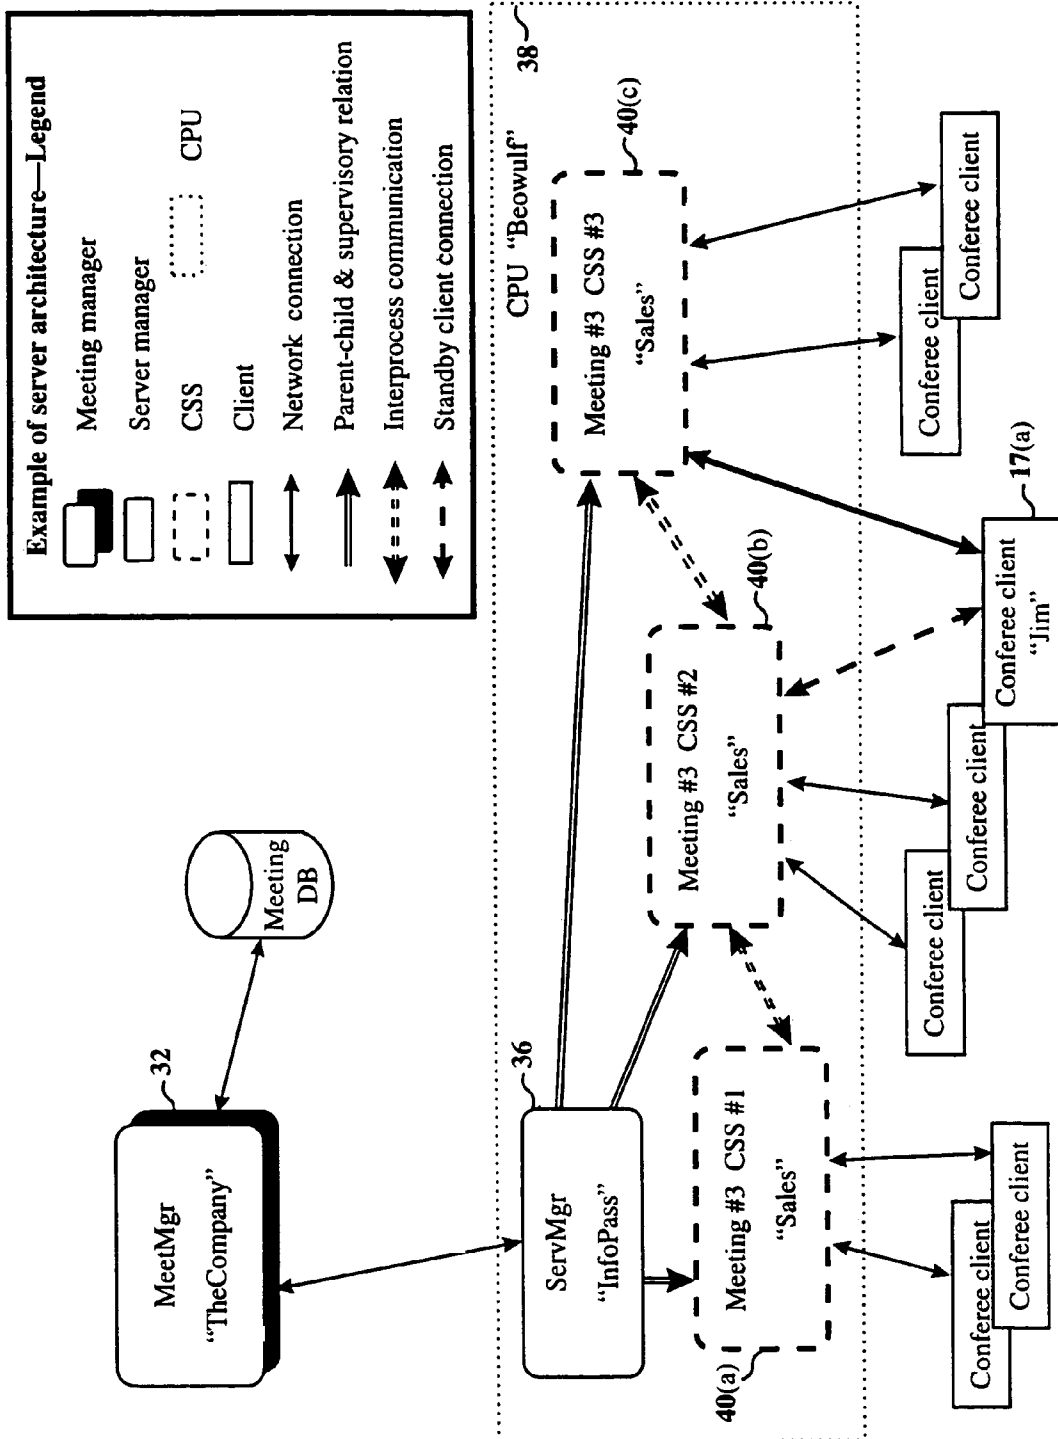 Example of server architecture—Legend
Meeting manager
Server manager
CSS
CPU
Client
Network connection
Parent-child & supervisory relation
Interprocess communication
Standby client connection
32
MeetMgr
“TheCompany”
Meeting
DB
38
CPU “Beowulf”
36
ServMgr
“InfoPass”
40(a)
Meeting #3 CSS #1
“Sales”
40(b)
Meeting #3 CSS #2
“Sales”
40(c)
Meeting #3 CSS #3
“Sales”
Conferee client
Conferee client
Conferee client
Conferee client
17(a)
Conferee client
“Jim”
Conferee client
Conferee client